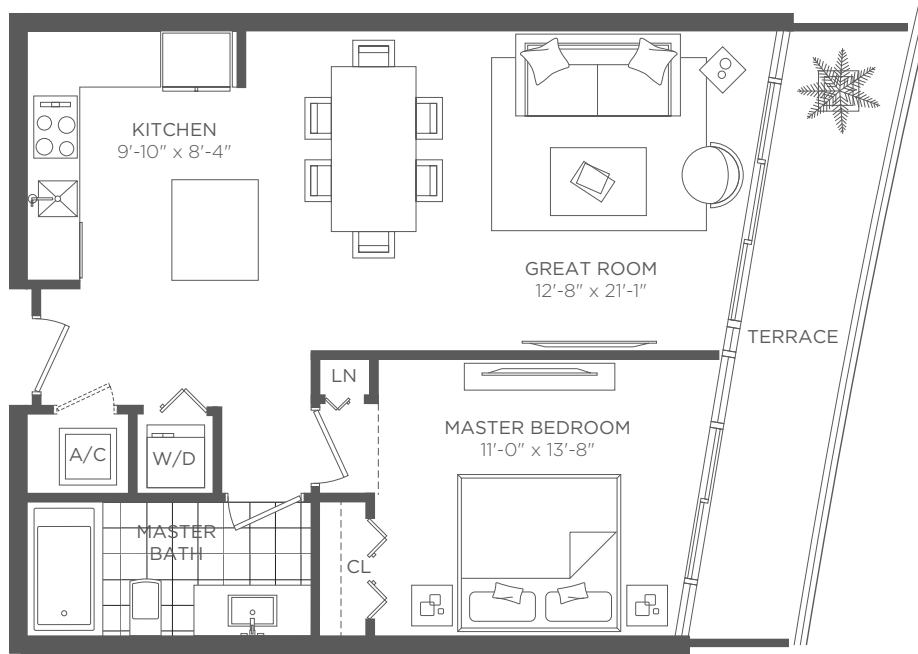 KITCHEN
9'-10" x 8'-4"
GREAT ROOM
12'-8" x 21'-1"
TERRACE
LN
MASTER BEDROOM
11'-0" x 13'-8"
A/C
W/D
MASTER
BATH
CL